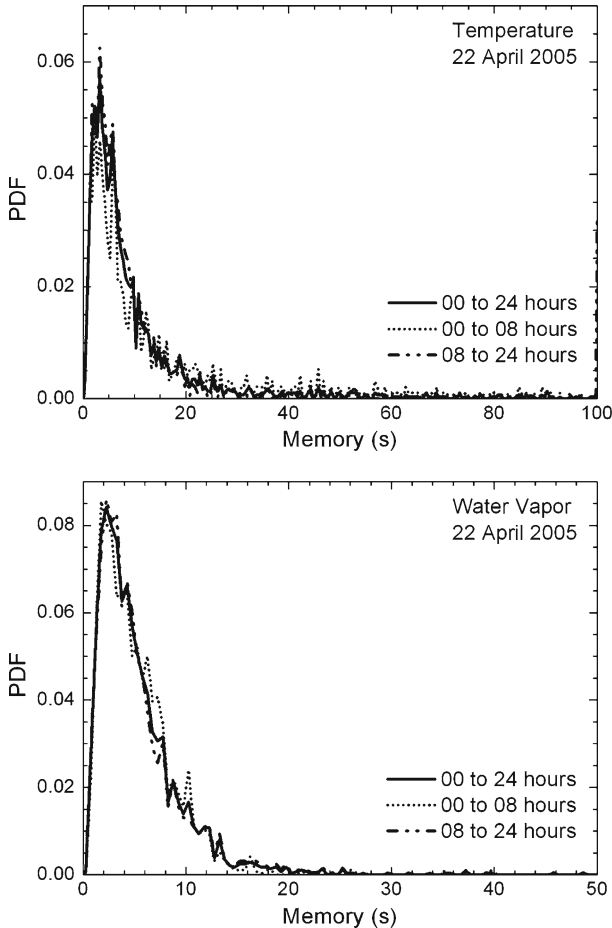 Temperature
22 April 2005
0.06
0.04
0.02
0.00
PDF
00 to 24 hours
00 to 08 hours
08 to 24 hours
0 20 40 60 80 100
Memory (s)
Water Vapor
22 April 2005
0.08
0.06
0.04
0.02
0.00
PDF
00 to 24 hours
00 to 08 hours
08 to 24 hours
0 10 20 30 40 50
Memory (s)